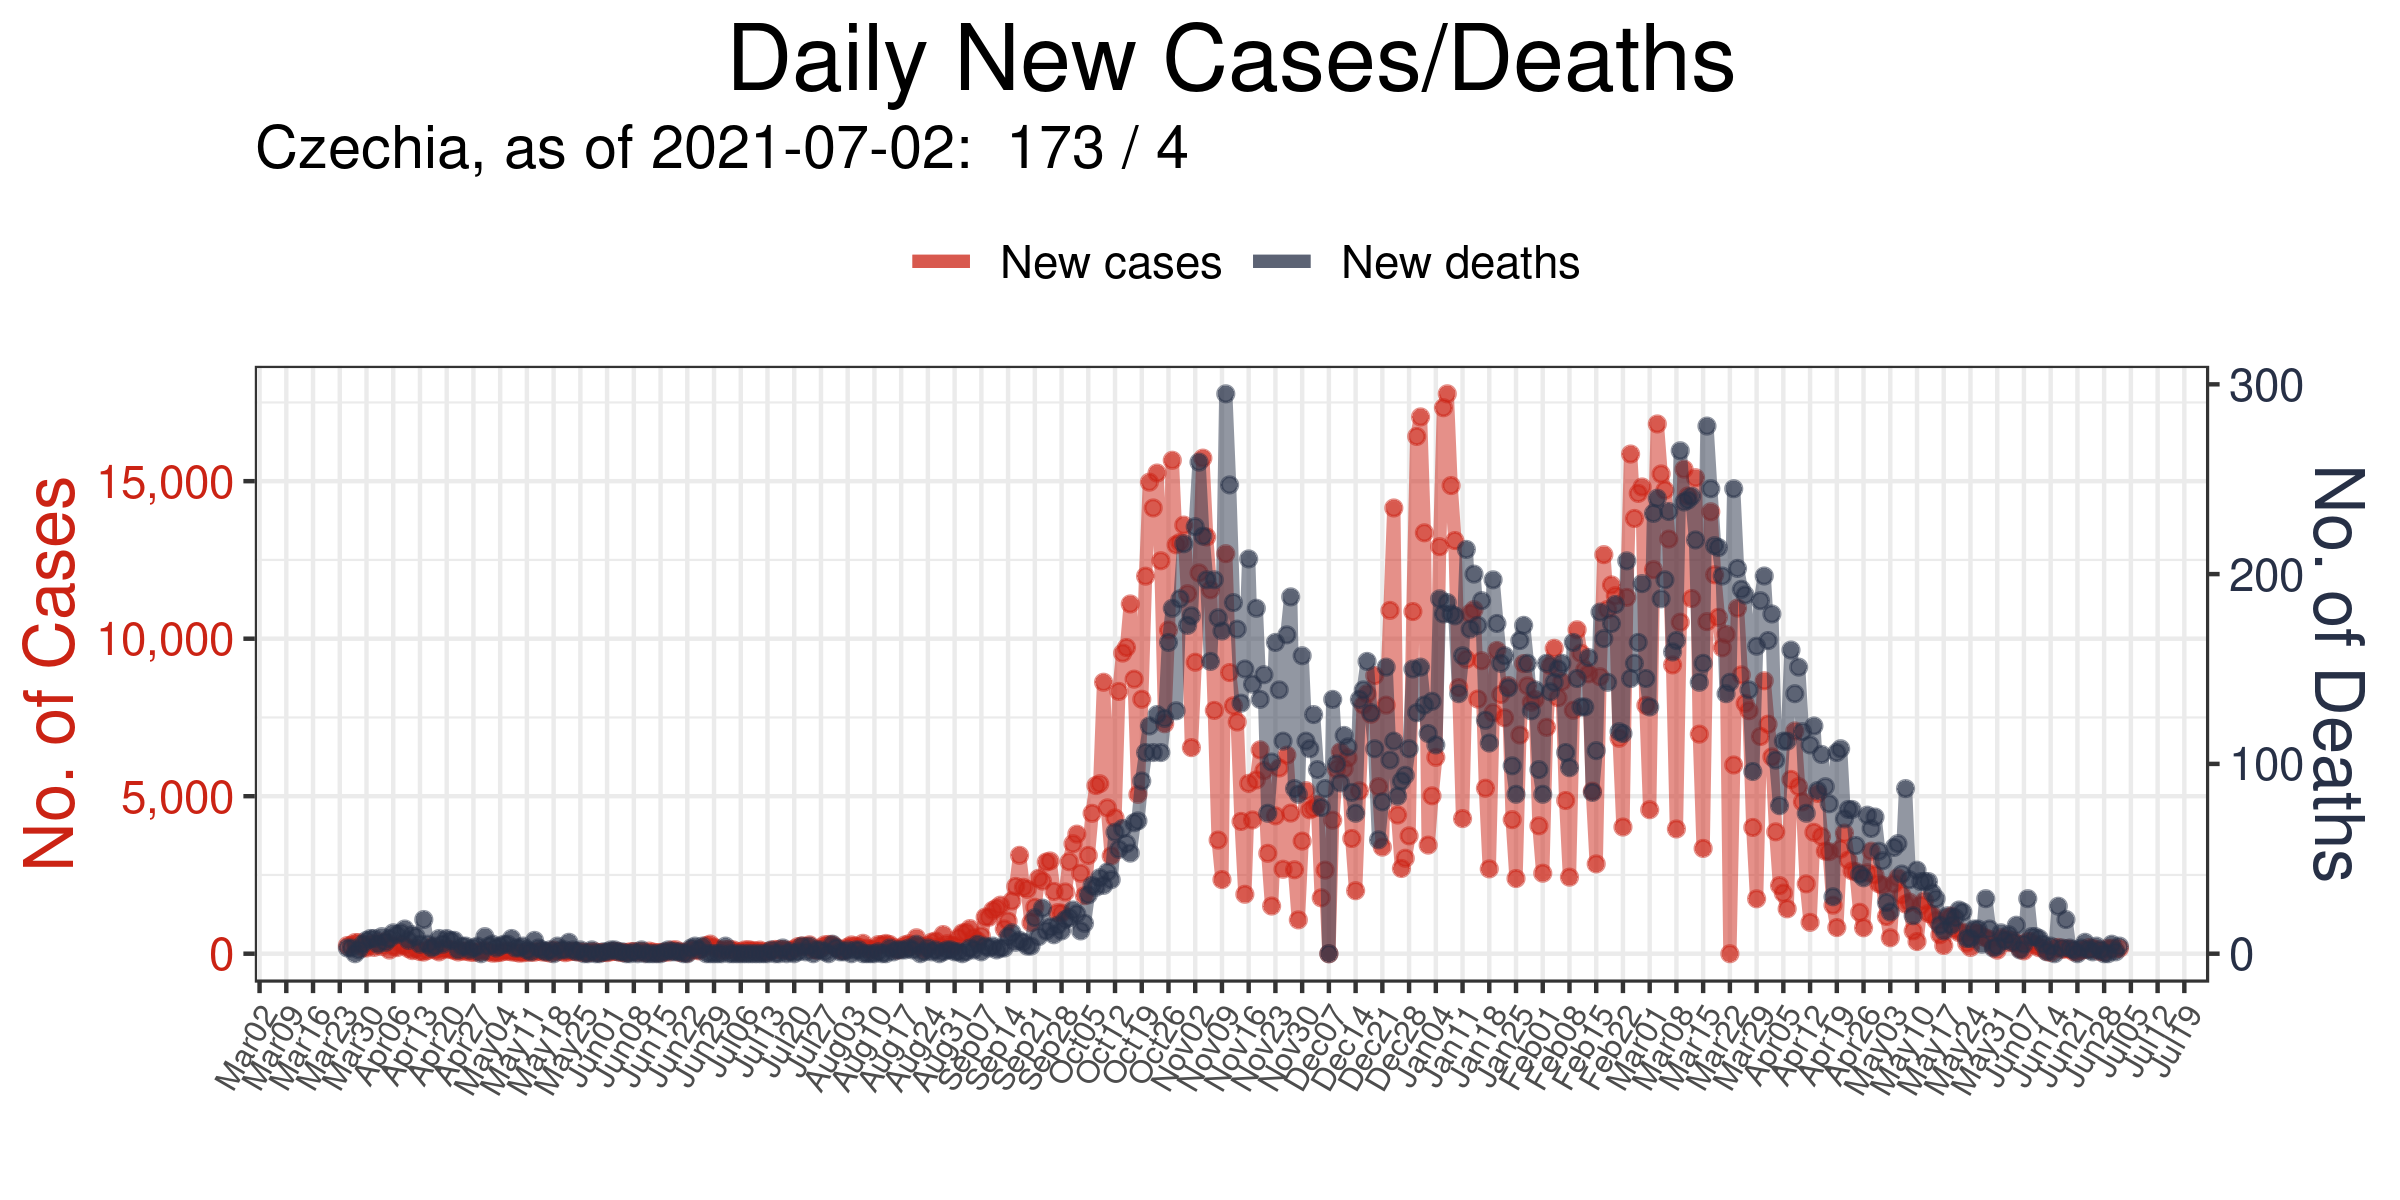 Daily New Cases/Deaths
Czechia, as of 2021-07-02:  173 / 4
New cases New deaths
No. of Cases
15,000
10,000
5,000
0
300
200
100
0
No. of Deaths
Mar02 Mar09 Mar16 Mar23 Mar30 Apr06 Apr13 Apr20 Apr27 May04 May11 May18 May25 Jun01 Jun08 Jun15 Jun22 Jun29 Jul06 Jul13 Jul20 Jul27 Aug03 Aug10 Aug17 Aug24 Aug31 Sep07 Sep14 Sep21 Sep28 Oct05 Oct12 Oct19 Oct26 Nov02 Nov09 Nov16 Nov23 Nov30 Dec07 Dec14 Dec21 Dec28 Jan04 Jan11 Jan18 Jan25 Feb01 Feb08 Feb15 Feb22 Mar01 Mar08 Mar15 Mar22 Mar29 Apr05 Apr12 Apr19 Apr26 May03 May10 May17 May24 May31 Jun07 Jun14 Jun21 Jun28 Jul05 Jul12 Jul19